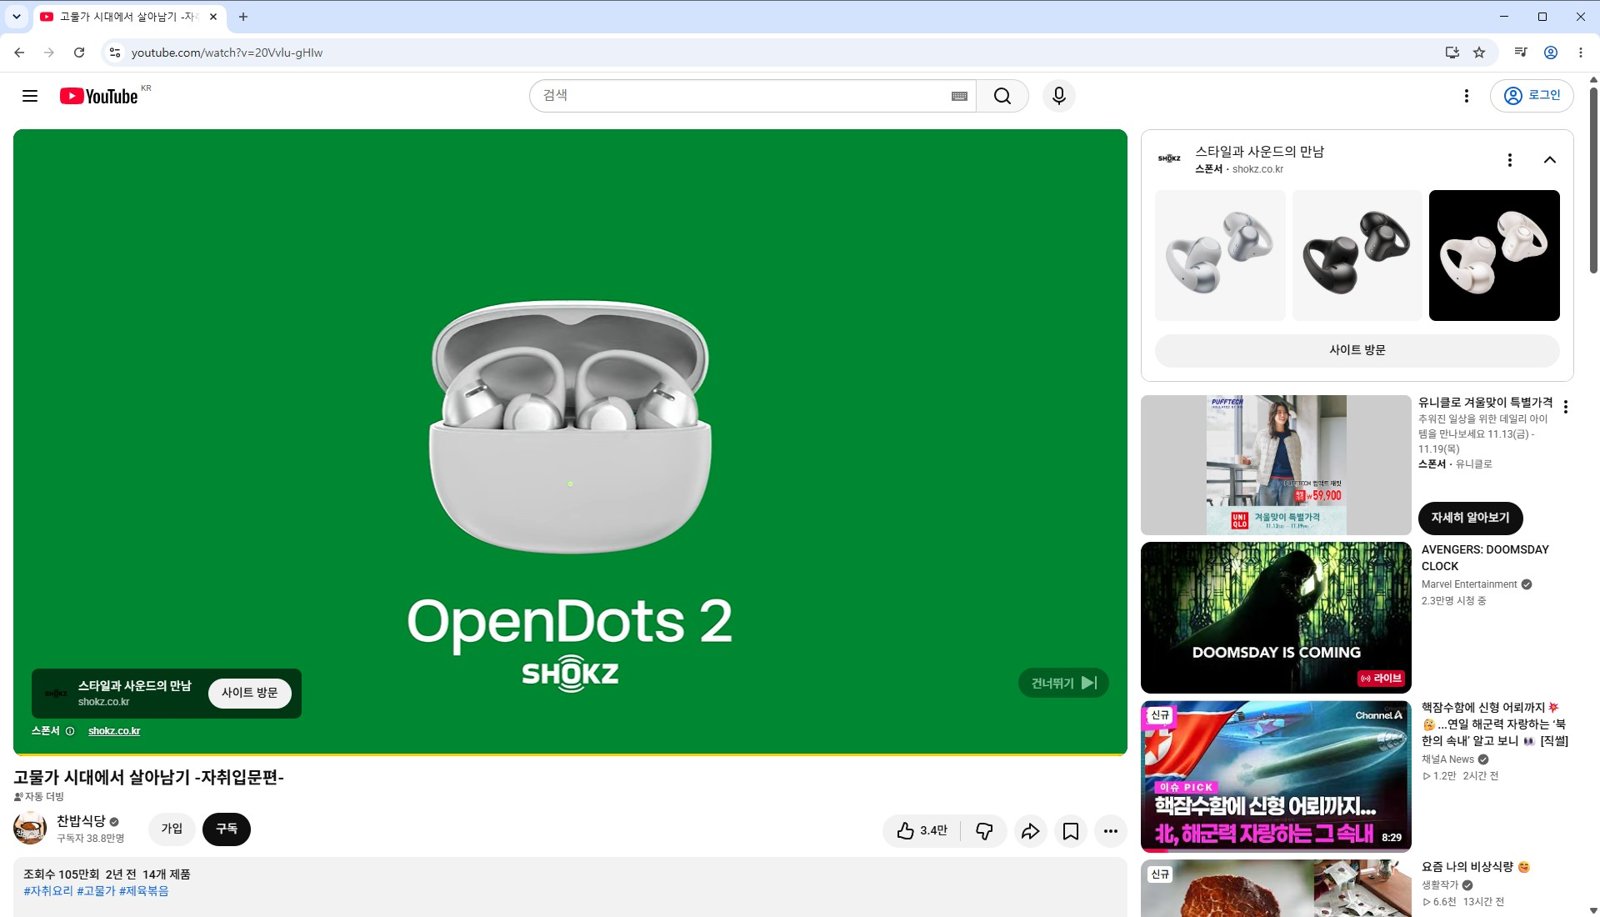 고물가 시대에서 살아남기 -자
youtube.com/watch?v=20Vvlu-gHIw
YouTube KR
검색
로그인
OpenDots 2
SHOKZ
SHOKZ
스타일과 사운드의 만남
shokz.co.kr
사이트 방문
건너뛰기
스폰서
shokz.co.kr
고물가 시대에서 살아남기 -자취입문편-
자동 더빙
찬밥식당
구독자 38.8만명
가입
구독
3.4만
조회수 105만회 2년 전 14개 제품
#자취요리 #고물가 #제육볶음
SHOKZ
스타일과 사운드의 만남
스폰서 · shokz.co.kr
사이트 방문
PUFFTECH
59,900
UNI QLO
겨울맞이 특별가격
유니클로 겨울맞이 특별가격
추워진 일상을 위한 데일리 아이
템을 만나보세요 11.13(금) -
11.19(목)
스폰서 · 유니클로
자세히 알아보기
DOOMSDAY IS COMING
라이브
AVENGERS: DOOMSDAY
CLOCK
Marvel Entertainment
2.3만명 시청 중
신규
Channel A
이슈 PICK
핵잠수함에 신형 어뢰까지...
北, 해군력 자랑하는 그 속내
8:29
핵잠수함에 신형 어뢰까지💥
🫣...연일 해군력 자랑하는 ‘북
한의 속내’ 알고 보니 [직썰]
채널A News
1.2만 2시간 전
신규
요즘 나의 비상식량 😋
생활작가
6.6천 13시간 전